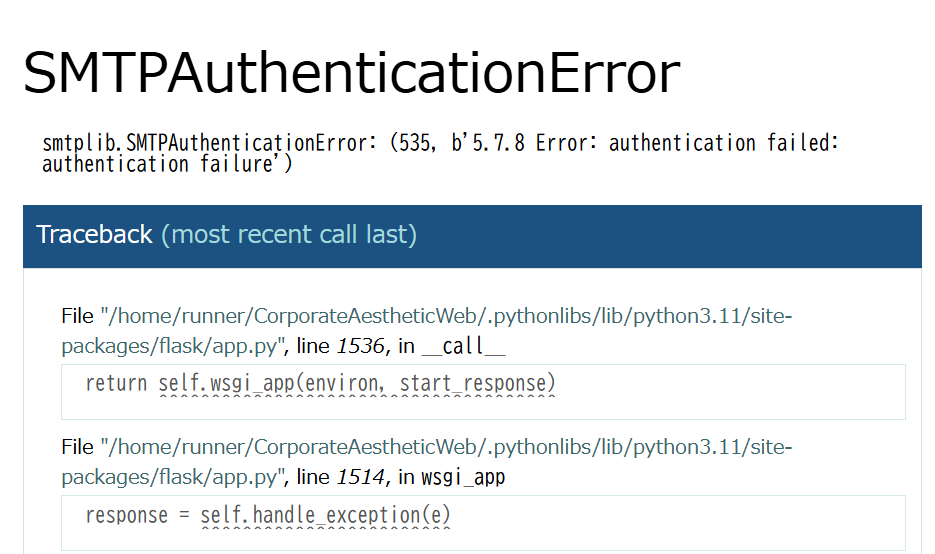 SMTPAuthenticationError
smtplib.SMTPAuthenticationError: (535, b'5.7.8 Error: authentication failed:
authentication failure')
Traceback (most recent call last)
File "/home/runner/CorporateAestheticWeb/.pythonlibs/lib/python3.11/site-
packages/flask/app.py", line 1536, in __call__
return self.wsgi_app(environ, start_response)
File "/home/runner/CorporateAestheticWeb/.pythonlibs/lib/python3.11/site-
packages/flask/app.py", line 1514, in wsgi_app
response = self.handle_exception(e)